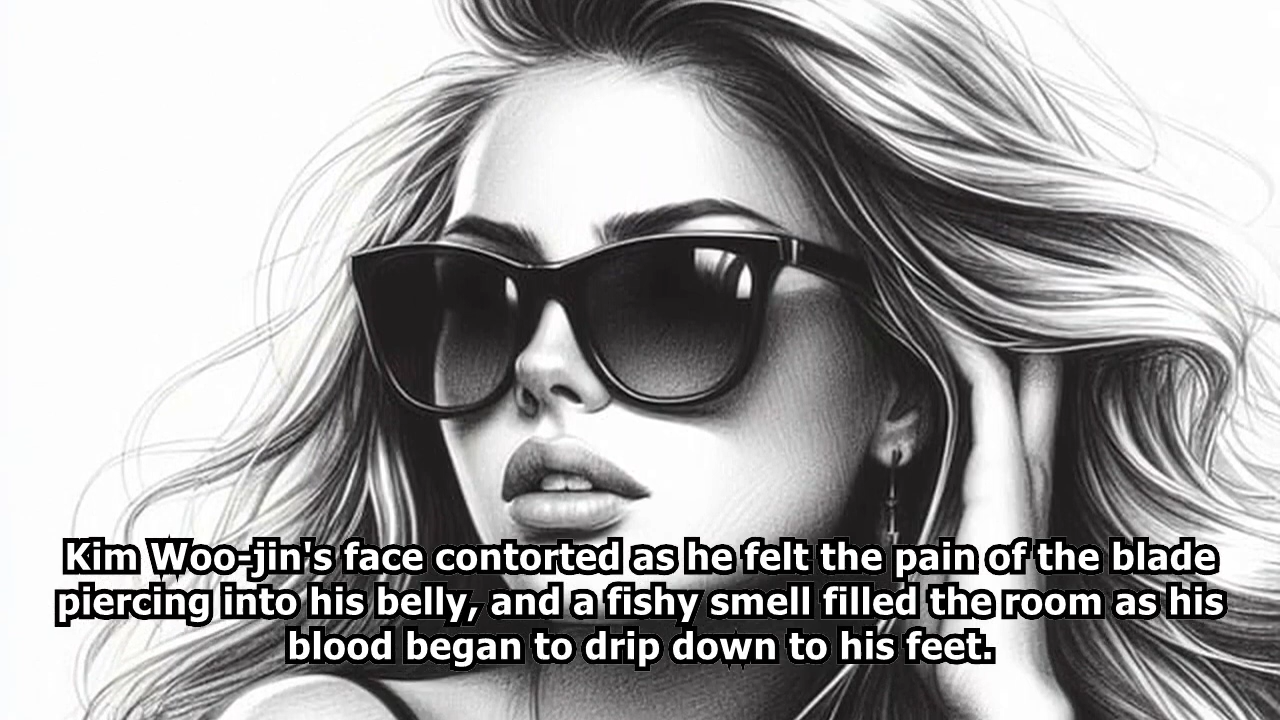 Kim Woo-jin's face contorted as he felt the pain of the blade
piercing into his belly, and a fishy smell filled the room as his
blood began to drip down to his feet.